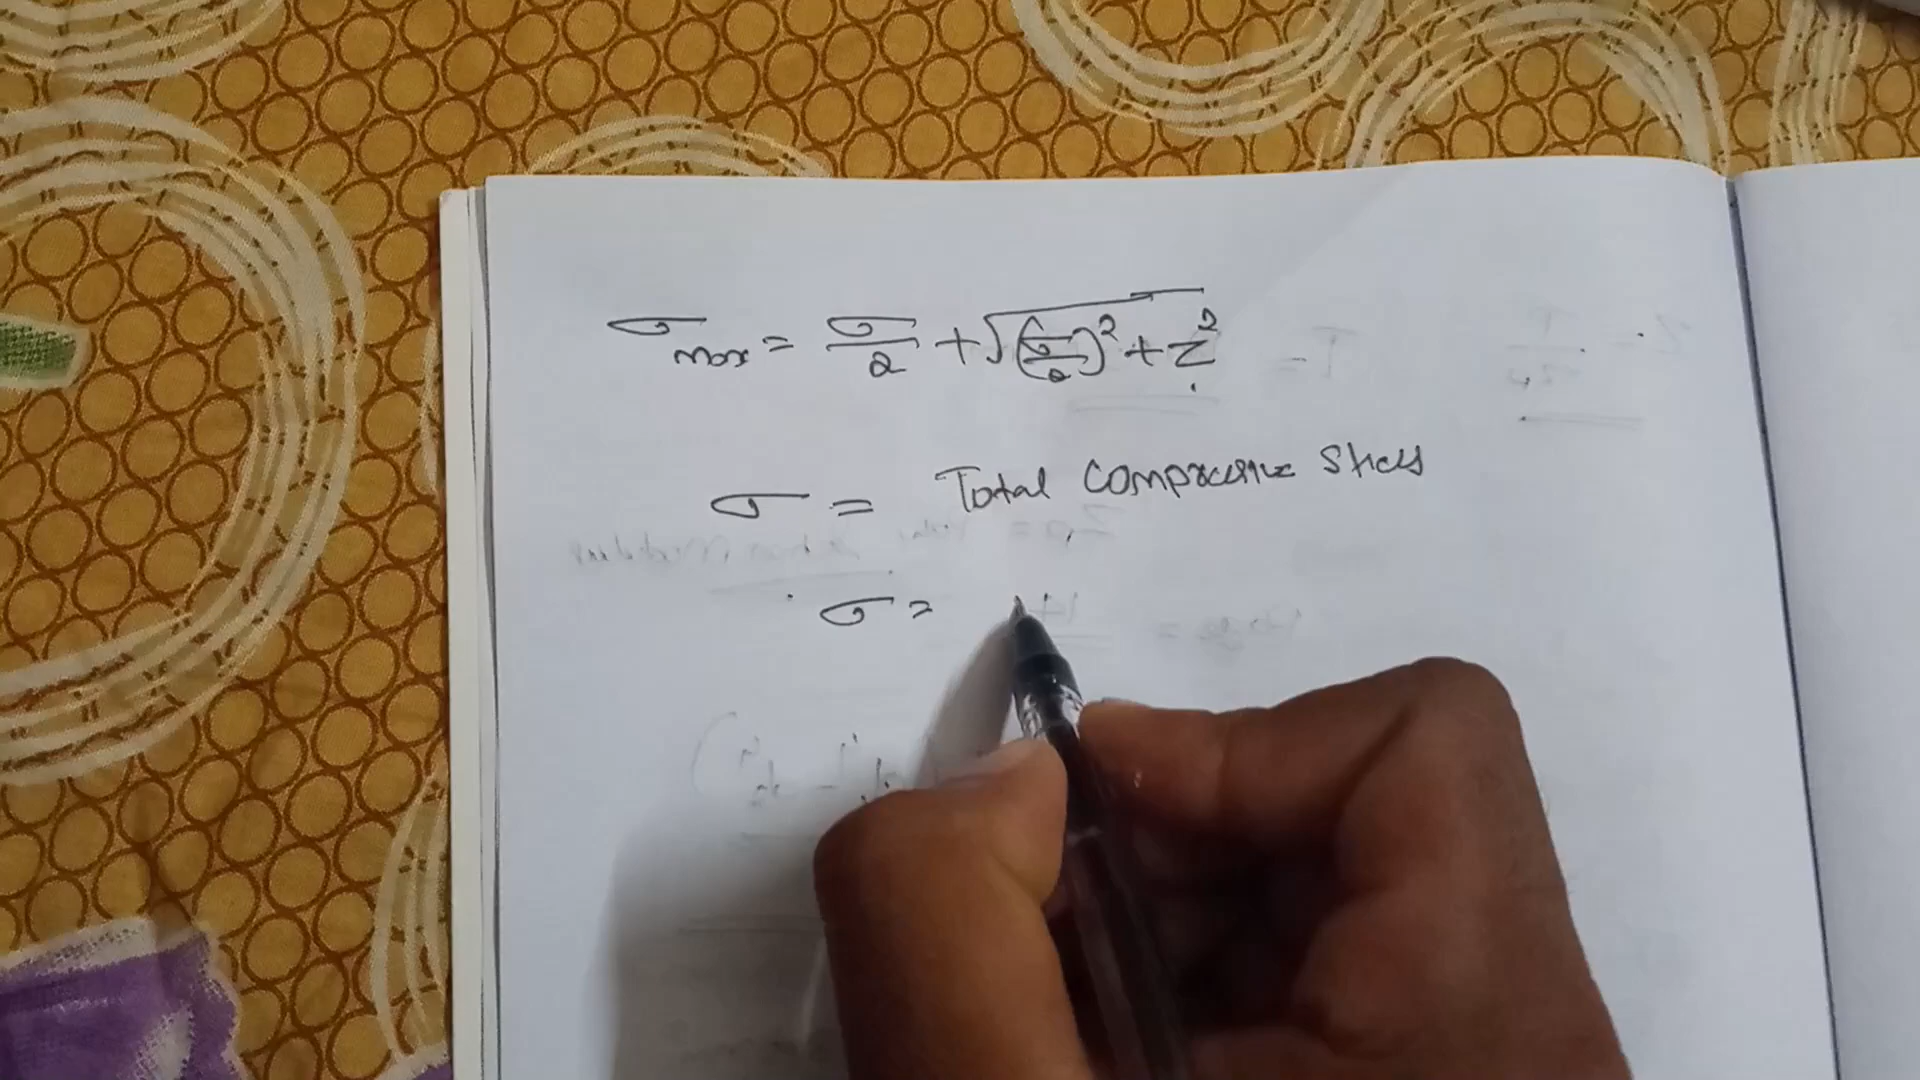 σmax = σ/2 + √(σ/2)² + τ²
σ = Total compressive stress
σ =